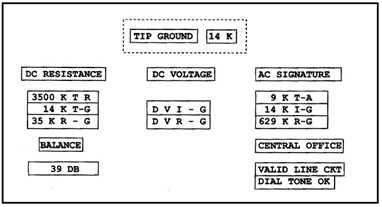 TIP GROUND 14 K
DC RESISTANCE DC VOLTAGE AC SIGNATURE
3500 K T R 9 K T-A
14 K T-G D V I - G 14 K I-G
35 K R - G D V R - G 629 K R-G
BALANCE CENTRAL OFFICE
39 DB VALID LINE CKT
DIAL TONE OK